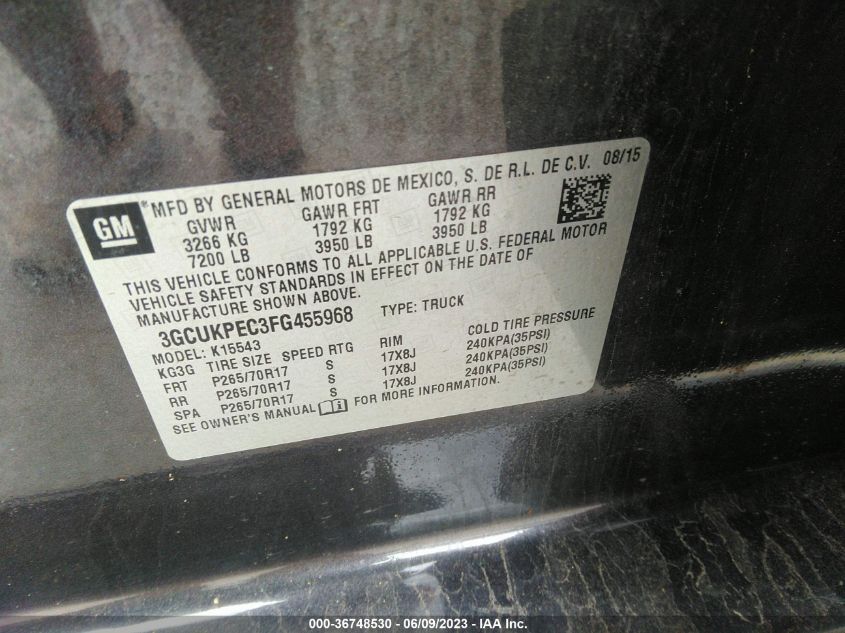 GM
*MFD BY GENERAL MOTORS DE MEXICO, S. DE R.L. DE C.V. 08/15
GVWR GAWR FRT GAWR RR
3266 KG 1792 KG 1792 KG
7200 LB 3950 LB 3950 LB
THIS VEHICLE CONFORMS TO ALL APPLICABLE U.S. FEDERAL MOTOR
VEHICLE SAFETY STANDARDS IN EFFECT ON THE DATE OF
MANUFACTURE SHOWN ABOVE.
3GCUKPEC3FG455968 TYPE: TRUCK
MODEL: K15543
KG3G TIRE SIZE SPEED RTG RIM COLD TIRE PRESSURE
FRT P265/70R17 S 17X8J 240KPA(35PSI)
RR P265/70R17 S 17X8J 240KPA(35PSI)
SPA P265/70R17 S 17X8J 240KPA(35PSI)
SEE OWNER'S MANUAL FOR MORE INFORMATION.
000-36748530 - 06/09/2023 - IAA Inc.